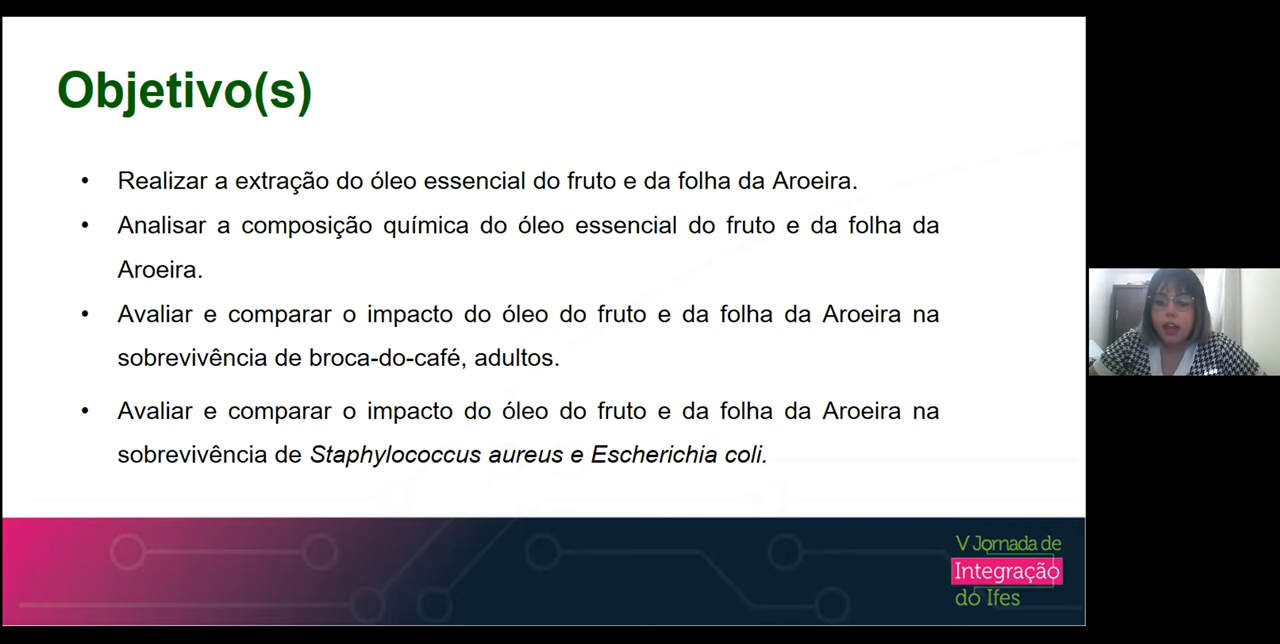 Objetivo(s)
• Realizar a extração do óleo essencial do fruto e da folha da Aroeira.
• Analisar a composição química do óleo essencial do fruto e da folha da
Aroeira.
• Avaliar e comparar o impacto do óleo do fruto e da folha da Aroeira na
sobrevivência de broca-do-café, adultos.
• Avaliar e comparar o impacto do óleo do fruto e da folha da Aroeira na
sobrevivência de Staphylococcus aureus e Escherichia coli.
V Jornada de
Integração
do Ifes